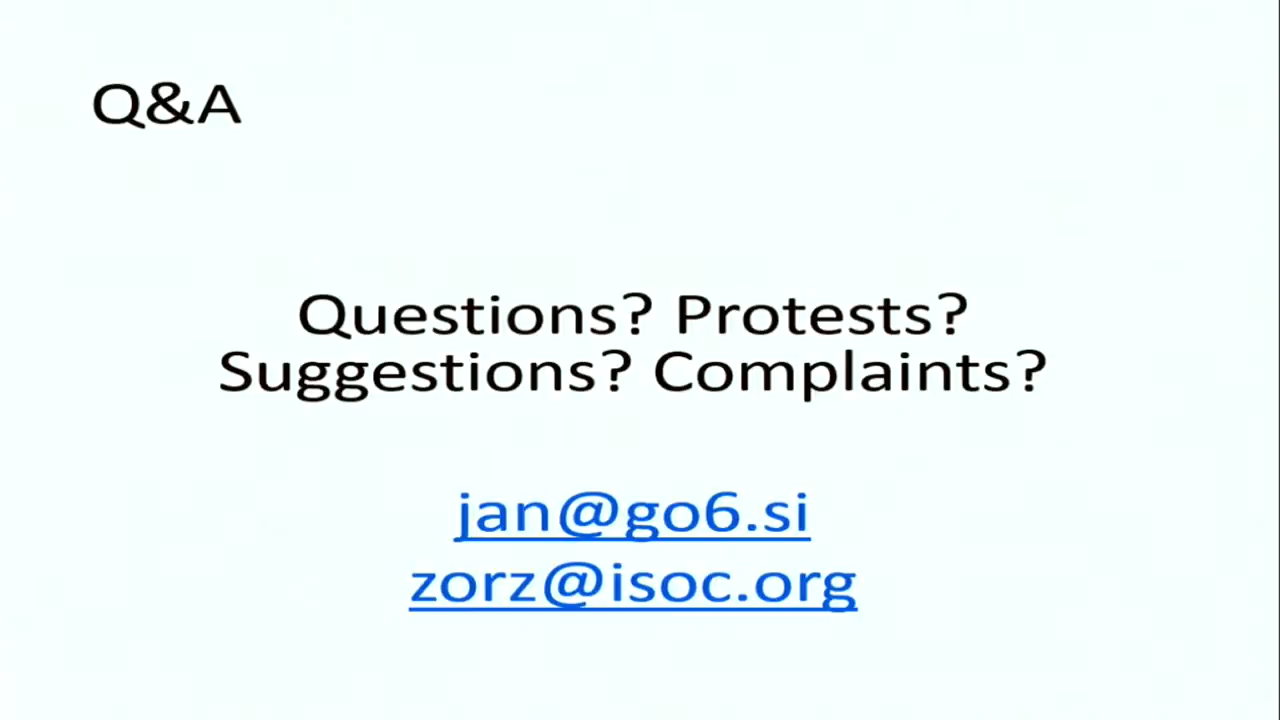 Q&A
Questions? Protests?
Suggestions? Complaints?
jan@go6.si
zorz@isoc.org